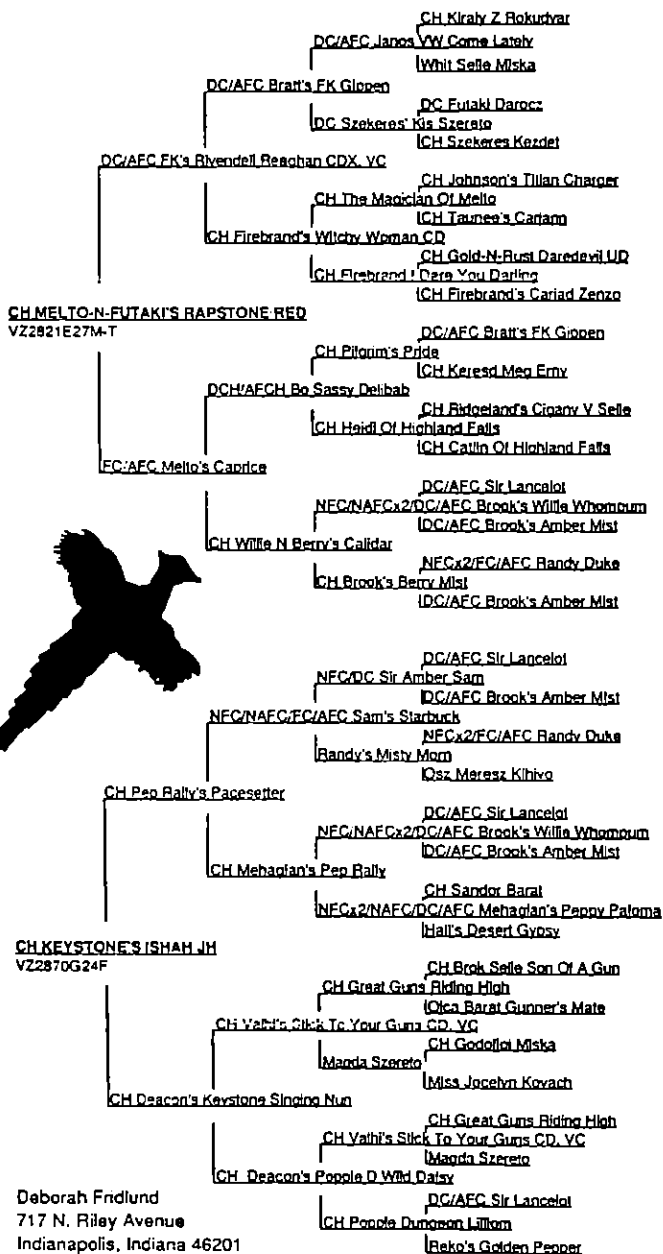 CH Kiraly Z Rokudvar
DC/AFC Janos VW Come Lately
Whit Selle Miska
DC/AFC Bratt's FK Gippen
DC Futaki Darocz
DC Szekeres' Kis Szereto
CH Szekeres Kezdet
DC/AFC FK's Rivendell Reaghan CDX, VC
CH Johnson's Titian Charger
CH The Magician Of Melto
CH Taunee's Cariann
CH Firebrand's Witchy Woman CD
CH Gold-N-Rust Daredevil UD
CH Firebrand I Dare You Darling
CH Firebrand's Cariad Zenzo
CH MELTO-N-FUTAKI'S RAPSTONE RED
VZ2821E27M-T
DC/AFC Bratt's FK Gippen
CH Pilgrim's Pride
CH Keresd Meg Erny
DCH/AFCH Bo Sassy Delibab
CH Ridgeland's Cigany V Selle
CH Heidi Of Highland Falls
CH Catlin Of Highland Falls
FC/AFC Melto's Caprice
DC/AFC Sir Lancelot
NFC/NAFCx2/DC/AFC Brook's Willie Whompum
DC/AFC Brook's Amber Mist
CH Willie N Berry's Calidar
NFCx2/FC/AFC Randy Duke
CH Brook's Berry Mist
DC/AFC Brook's Amber Mist
DC/AFC Sir Lancelot
NFC/DC Sir Amber Sam
DC/AFC Brook's Amber Mist
NFC/NAFC/FC/AFC Sam's Starbuck
NFCx2/FC/AFC Randy Duke
Randy's Misty Morn
Osz Meresz Kihivo
CH Pep Rally's Pacesetter
DC/AFC Sir Lancelot
NFC/NAFCx2/DC/AFC Brook's Willie Whompum
DC/AFC Brook's Amber Mist
CH Mehagian's Pep Rally
CH Sandor Barat
NFCx2/NAFC/DC/AFC Mehagian's Peppy Paloma
Hall's Desert Gypsy
CH KEYSTONE'S ISHAH JH
VZ2870G24F
CH Brok Selle Son Of A Gun
CH Great Guns Riding High
Olca Barat Gunner's Mate
CH Vathi's Stick To Your Guns CD, VC
CH Godolloi Miska
Magda Szereto
Miss Jocelyn Kovach
CH Deacon's Keystone Singing Nun
CH Great Guns Riding High
CH Vathi's Stick To Your Guns CD, VC
Magda Szereto
CH Deacon's Popple D Wild Daisy
DC/AFC Sir Lancelot
CH Popple Dungeon Lilliom
Reko's Golden Pepper
Deborah Fridlund
717 N. Riley Avenue
Indianapolis, Indiana 46201